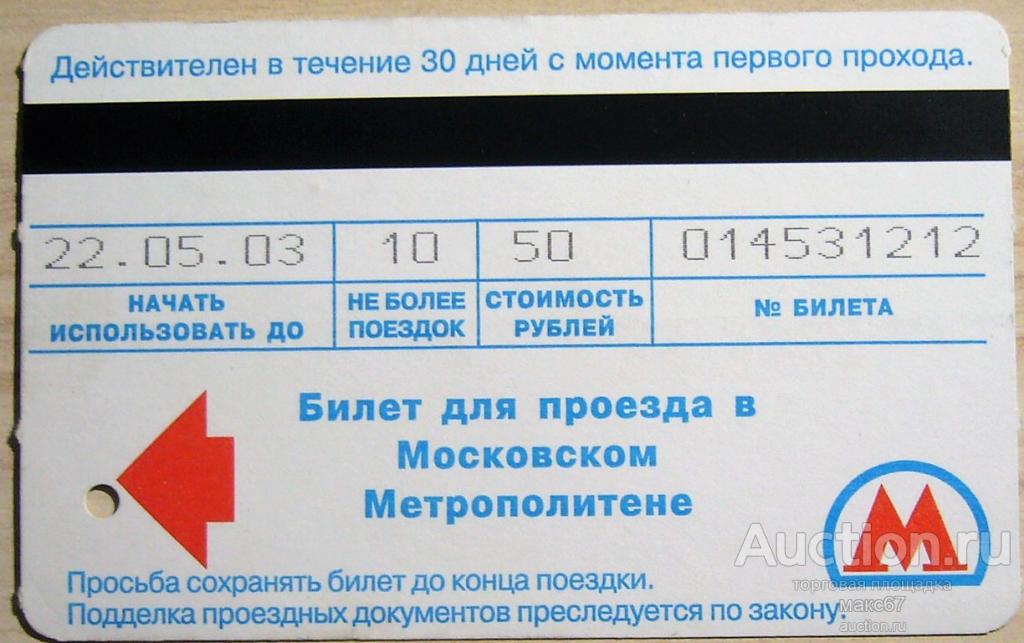 Действителен в течение 30 дней с момента первого прохода.
22.05.03 10 50 014531212
НАЧАТЬ ИСПОЛЬЗОВАТЬ ДО
НЕ БОЛЕЕ ПОЕЗДОК
СТОИМОСТЬ РУБЛЕЙ
№ БИЛЕТА
Билет для проезда в
Московском
Метрополитене
М
Просьба сохранять билет до конца поездки.
Подделка проездных документов преследуется по закону.
Auction.ru
торговая площадка
макс67
auction.ru